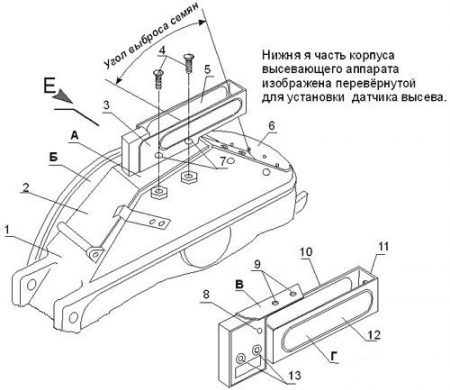 Угол выброса семян
Нижня я часть корпуса
высевающего аппарата
изображена перевёрнутой
для установки датчика высева.
4
5
Е
3
6
А
Б
2
7
1
11
10
9
В
8
12
Г
13